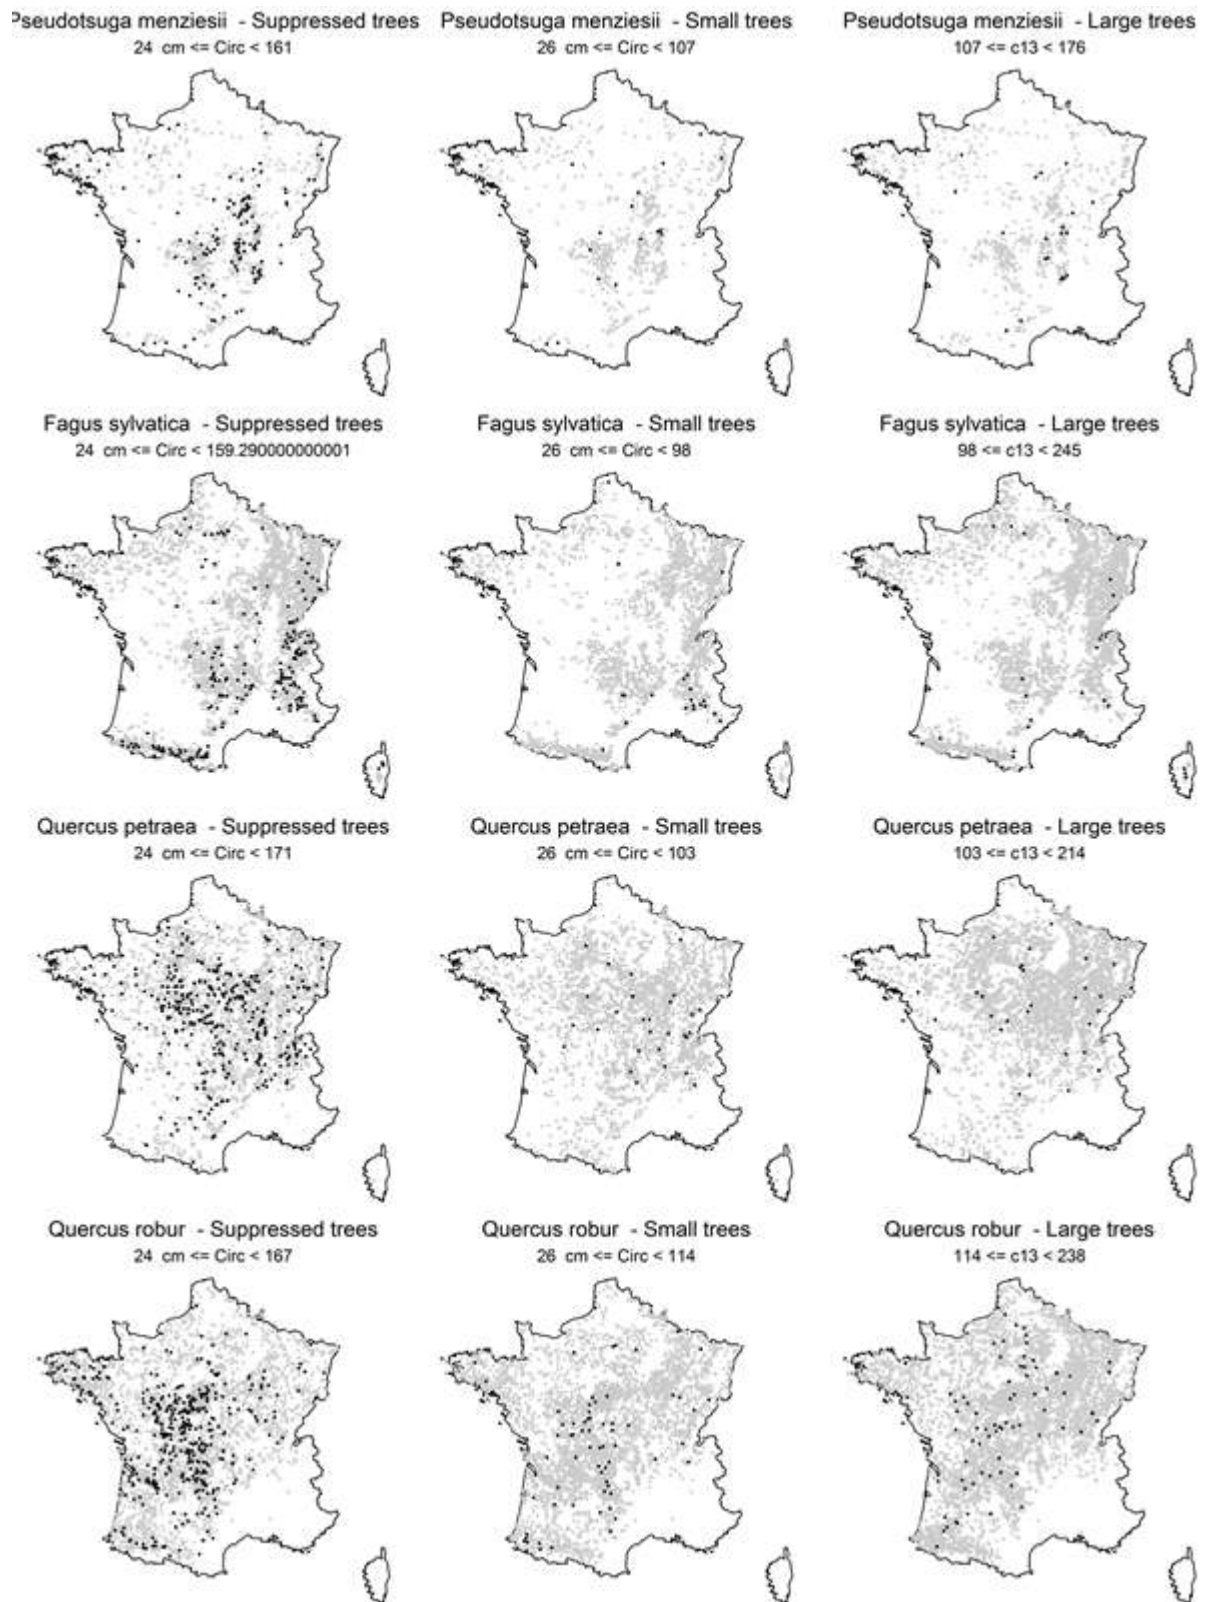 Pseudotsuga menziesii - Suppressed trees
24 cm <= Circ < 161
Pseudotsuga menziesii - Small trees
26 cm <= Circ < 107
Pseudotsuga menziesii - Large trees
107 <= c13 < 176
Fagus sylvatica - Suppressed trees
24 cm <= Circ < 159.290000000001
Fagus sylvatica - Small trees
26 cm <= Circ < 98
Fagus sylvatica - Large trees
98 <= c13 < 245
Quercus petraea - Suppressed trees
24 cm <= Circ < 171
Quercus petraea - Small trees
26 cm <= Circ < 103
Quercus petraea - Large trees
103 <= c13 < 214
Quercus robur - Suppressed trees
24 cm <= Circ < 167
Quercus robur - Small trees
26 cm <= Circ < 114
Quercus robur - Large trees
114 <= c13 < 238